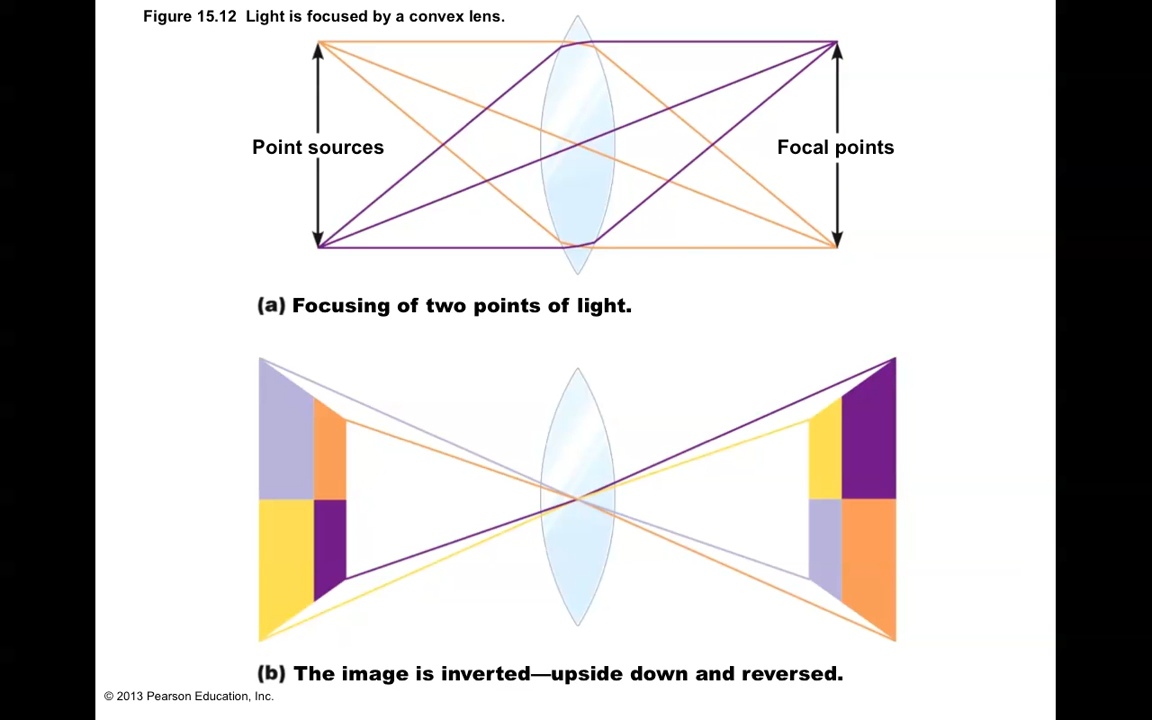 Figure 15.12 Light is focused by a convex lens.
Point sources
Focal points
(a) Focusing of two points of light.
(b) The image is inverted—upside down and reversed.
© 2013 Pearson Education, Inc.